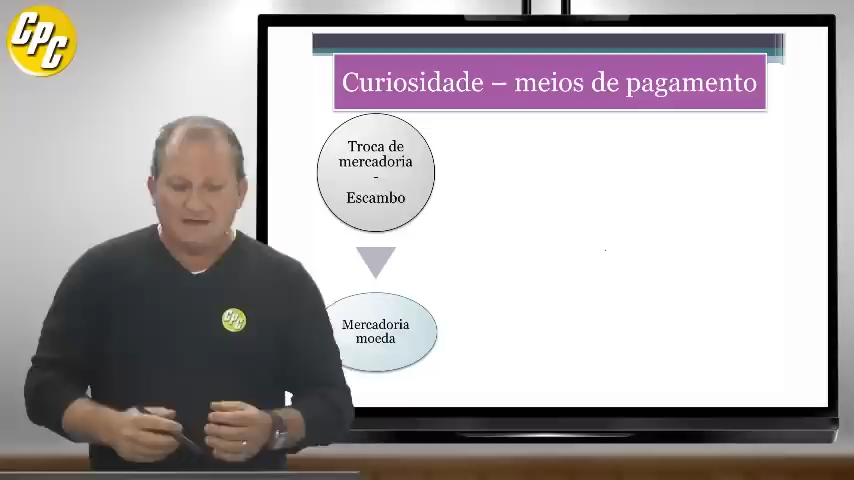 CPC
Curiosidade – meios de pagamento
Troca de
mercadoria
-
Escambo
Mercadoria
moeda
CPC